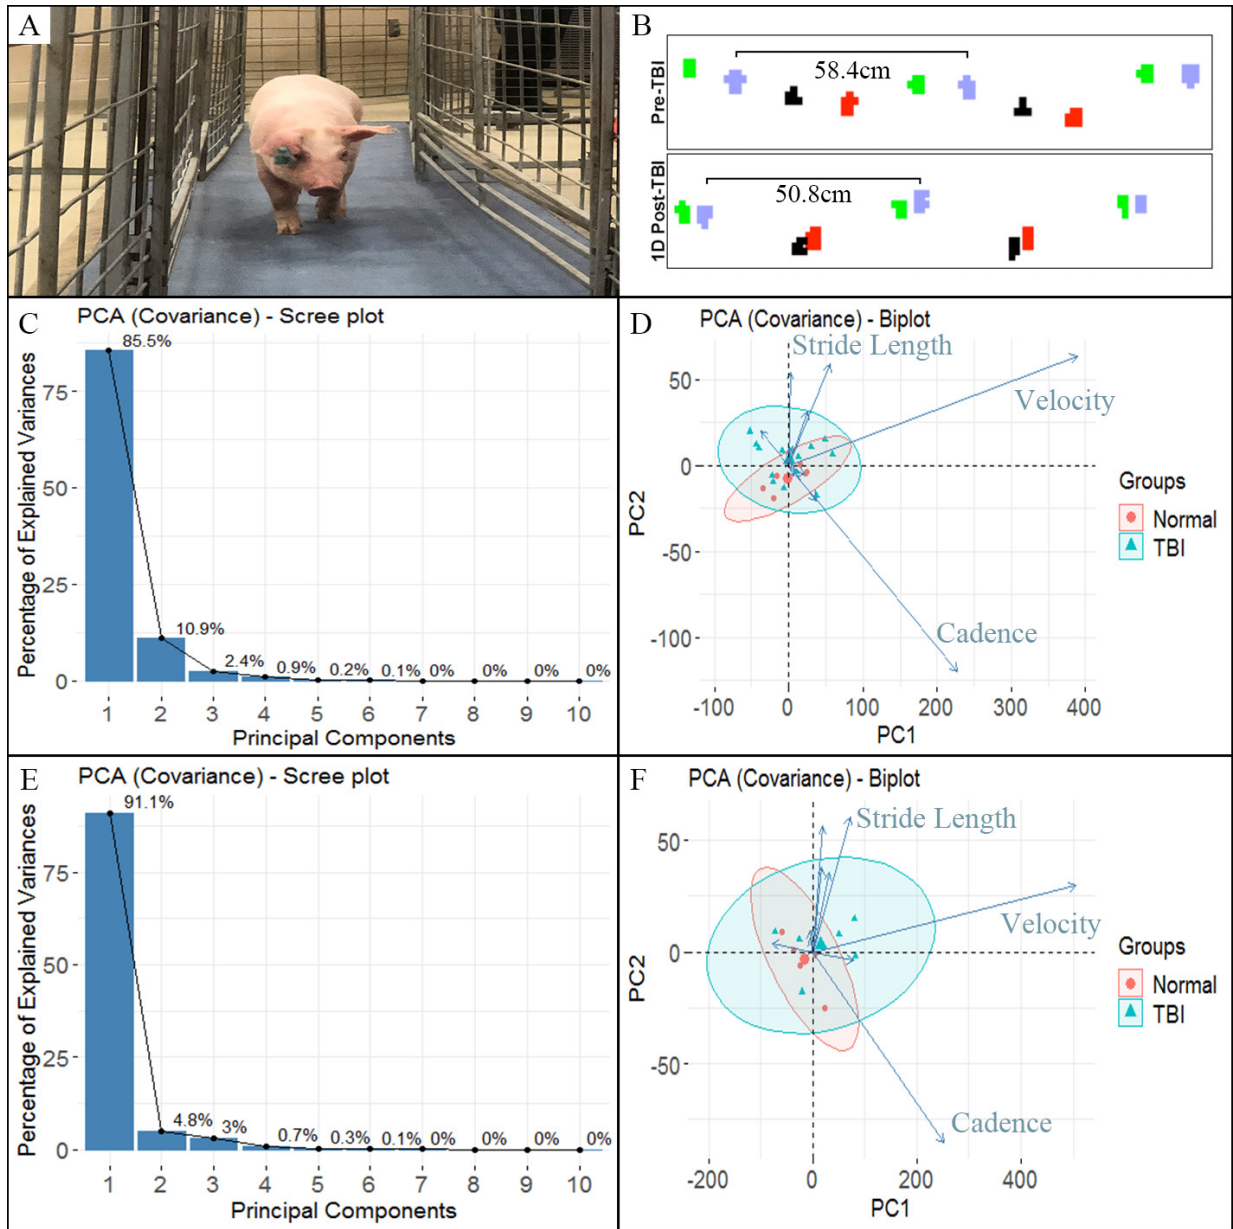 A
B
Pre-TBI
58.4cm
1D Post-TBI
50.8cm
C
PCA (Covariance) - Scree plot
Percentage of Explained Variances
75
50
25
0
85.5%
10.9%
2.4%
0.9%
0.2%
0.1%
0%
0%
0%
0%
1 2 3 4 5 6 7 8 9 10
Principal Components
D
PCA (Covariance) - Biplot
Stride Length
Velocity
Cadence
PC2
50
0
-50
-100
-100 0 100 200 300 400
PC1
Groups
Normal
TBI
E
PCA (Covariance) - Scree plot
Percentage of Explained Variances
75
50
25
0
91.1%
4.8%
3%
0.7%
0.3%
0.1%
0%
0%
0%
0%
1 2 3 4 5 6 7 8 9 10
Principal Components
F
PCA (Covariance) - Biplot
Stride Length
Velocity
Cadence
PC2
50
0
-50
-200 0 200 400
PC1
Groups
Normal
TBI